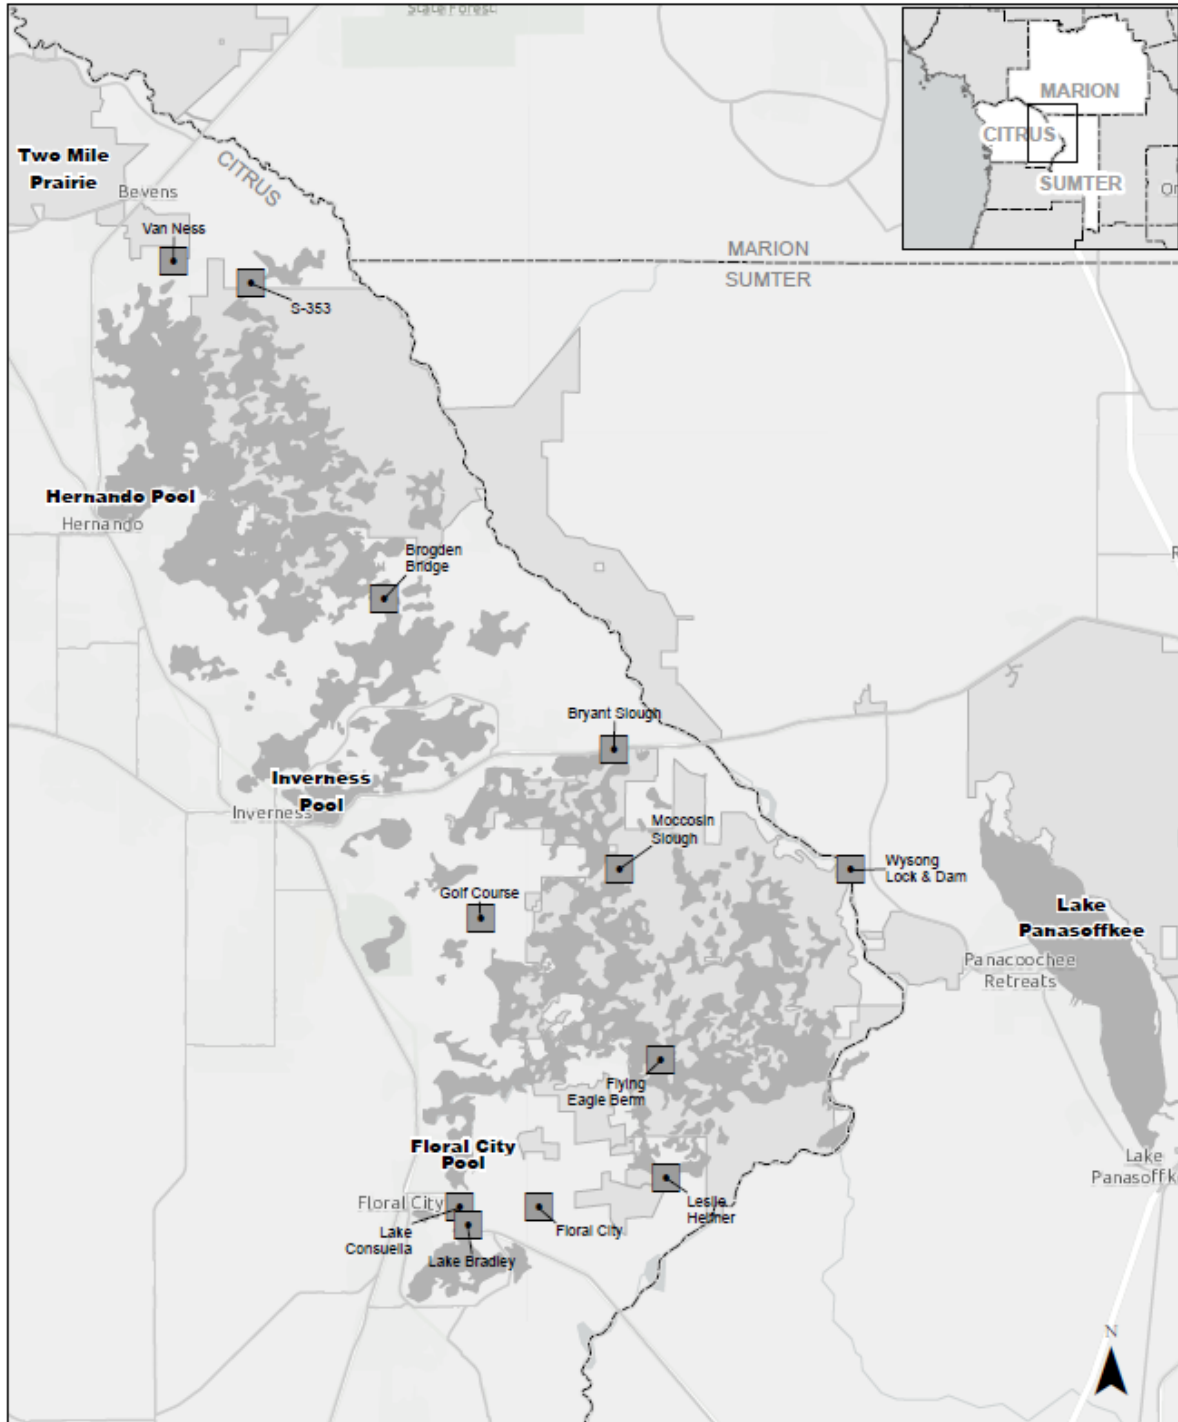 State Forest
MARION
CITRUS
SUMTER
Two Mile
Prairie
Bevens
CITRUS
Van Ness
MARION
SUMTER
S-353
Hernando Pool
Hernando
Brogden
Bridge
Bryant Slough
Inverness
Pool
Inverness
Moccosin
Slough
Wysong
Lock & Dam
Golf Course
Lake
Panasoffkee
Panacoochee
Retreats
Flying
Eagle Berm
Floral City
Pool
Lake
Panasoffk
Floral City
Leslie
Heifner
Lake
Consuella
Floral City
Lake Bradley
N